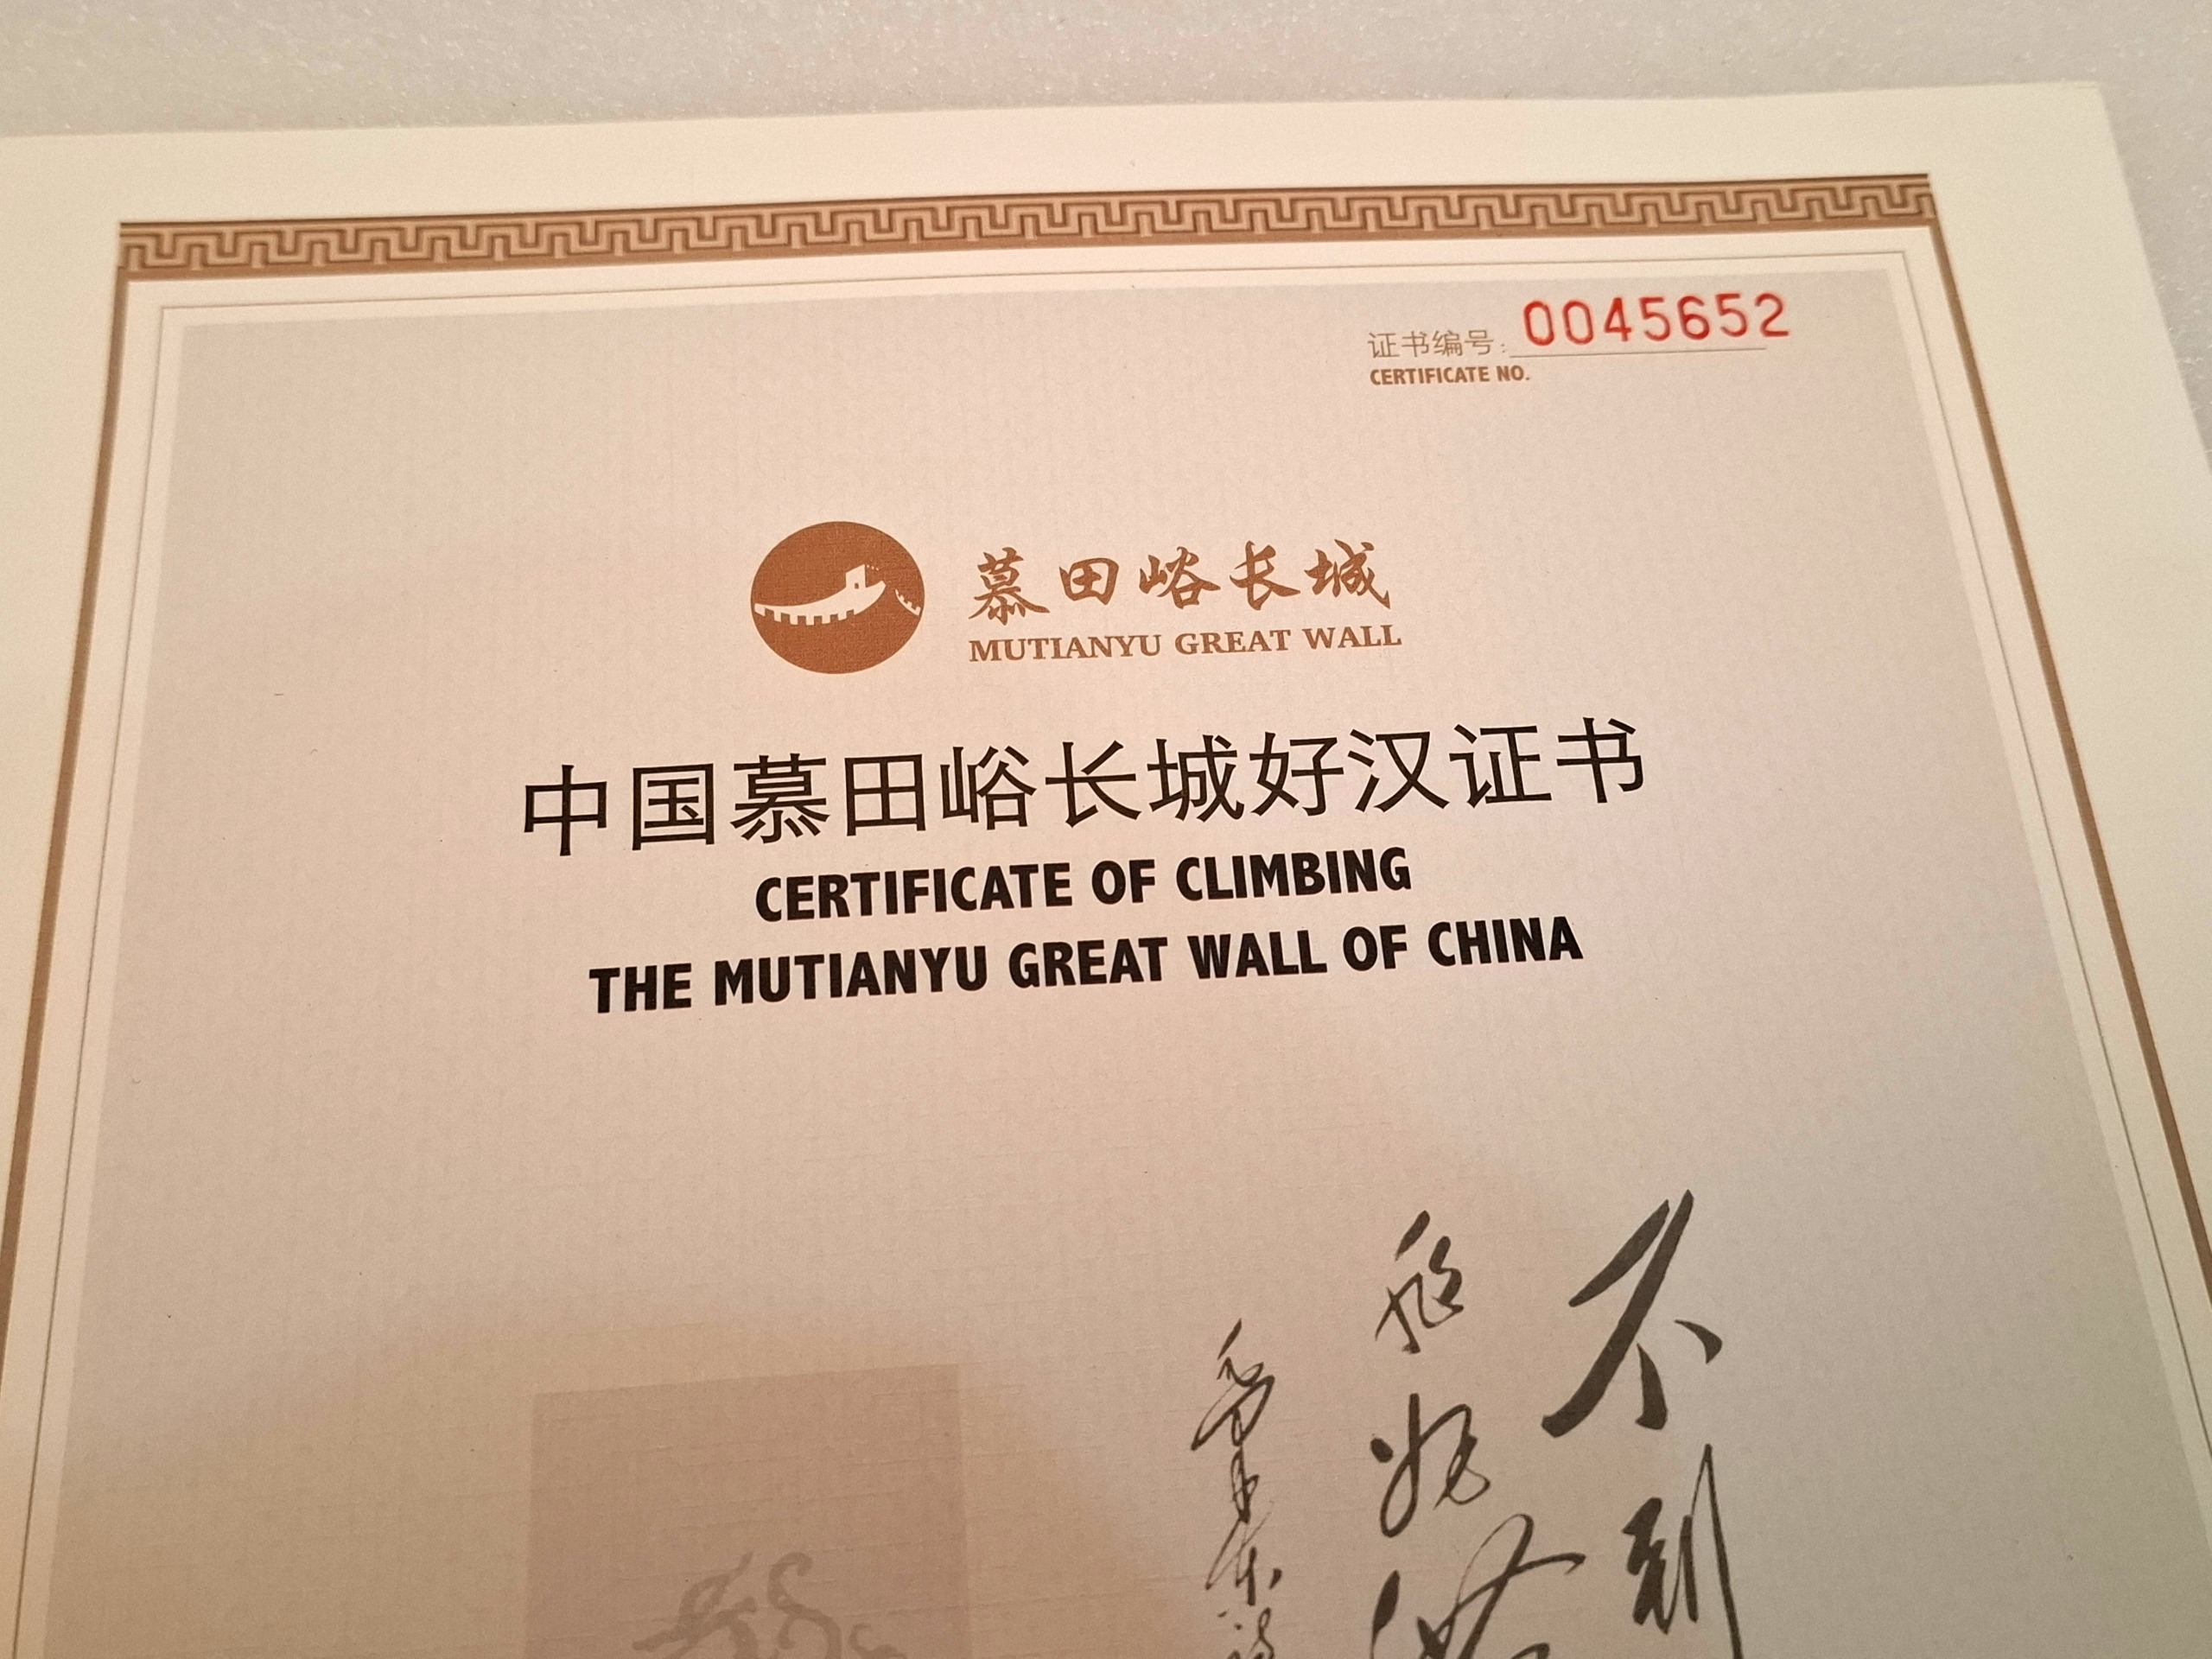 证书编号: 0045652
CERTIFICATE NO.
慕田峪长城
MUTIANYU GREAT WALL
中国慕田峪长城好汉证书
CERTIFICATE OF CLIMBING
THE MUTIANYU GREAT WALL OF CHINA
不到